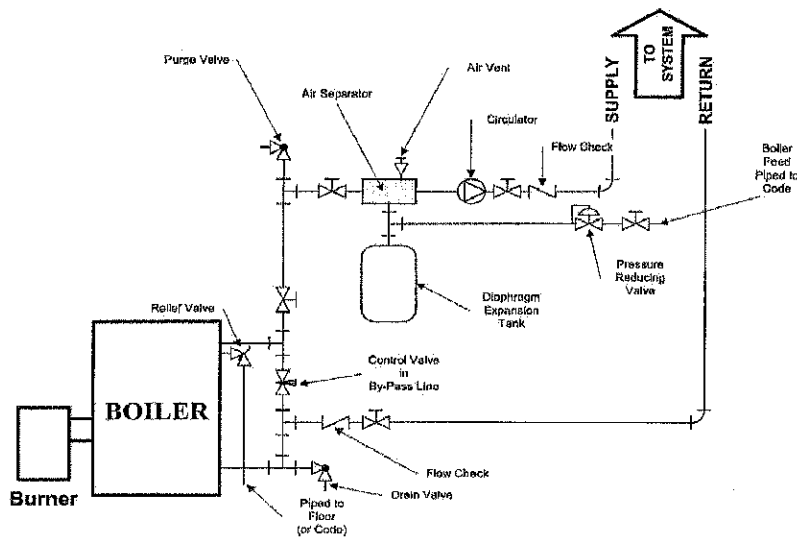 TO
SYSTEM
SUPPLY
RETURN
Purge Valve
Air Vent
Air Separator
Circulator
Flow Check
Boiler
Feed
Piped to
Code
Pressure
Reducing
Valve
Diaphragm
Expansion
Tank
Relief Valve
Control Valve
in
By-Pass Line
BOILER
Burner
Flow Check
Drain Valve
Piped to
Floor
(or Code)